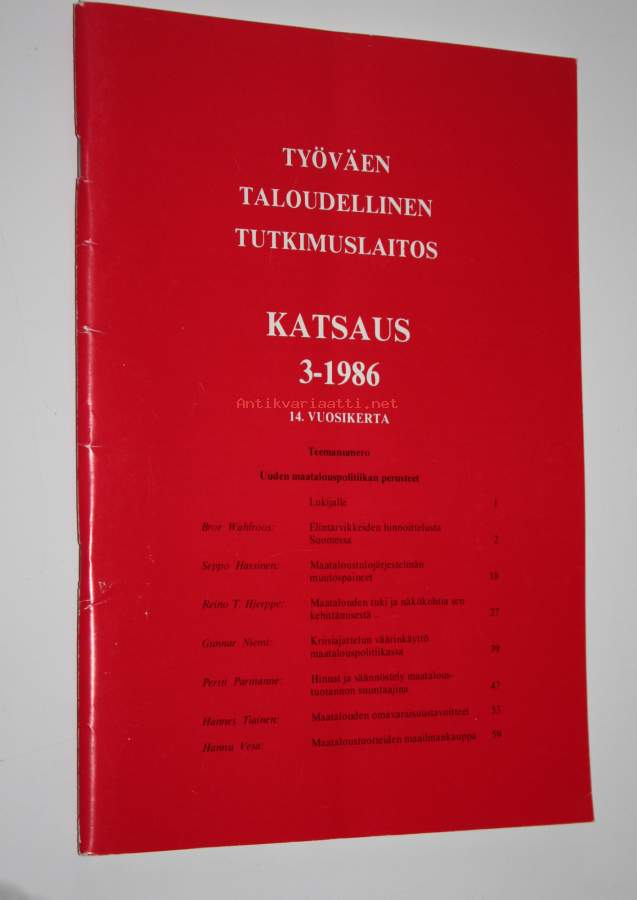 TYÖVÄEN
TALOUDELLINEN
TUTKIMUSLAITOS
KATSAUS
3-1986
Antikvariaatti.net
14. VUOSIKERTA
Teemanumero
Uuden maatalouspolitiikan perusteet
Lukijalle 1
Bror Wahlroos: Elintarvikkeiden hinnoittelusta
Suomessa 2
Seppo Hassinen: Maataloustulojärjestelmän
muutospaineet 18
Reino T. Hjerppe: Maatalouden tuki ja näkökohtia sen
kehittämisestä 27
Gunnar Niemi: Kriisiajattelun väärinkäyttö
maatalouspolitiikassa 39
Pertti Parmanne: Hinnat ja säännöstely maatalous-
tuotannon suuntaajina 47
Hannes Tiainen: Maatalouden omavaraisuustavoitteet 53
Hannu Vesa: Maataloustuotteiden maailmankauppa 59